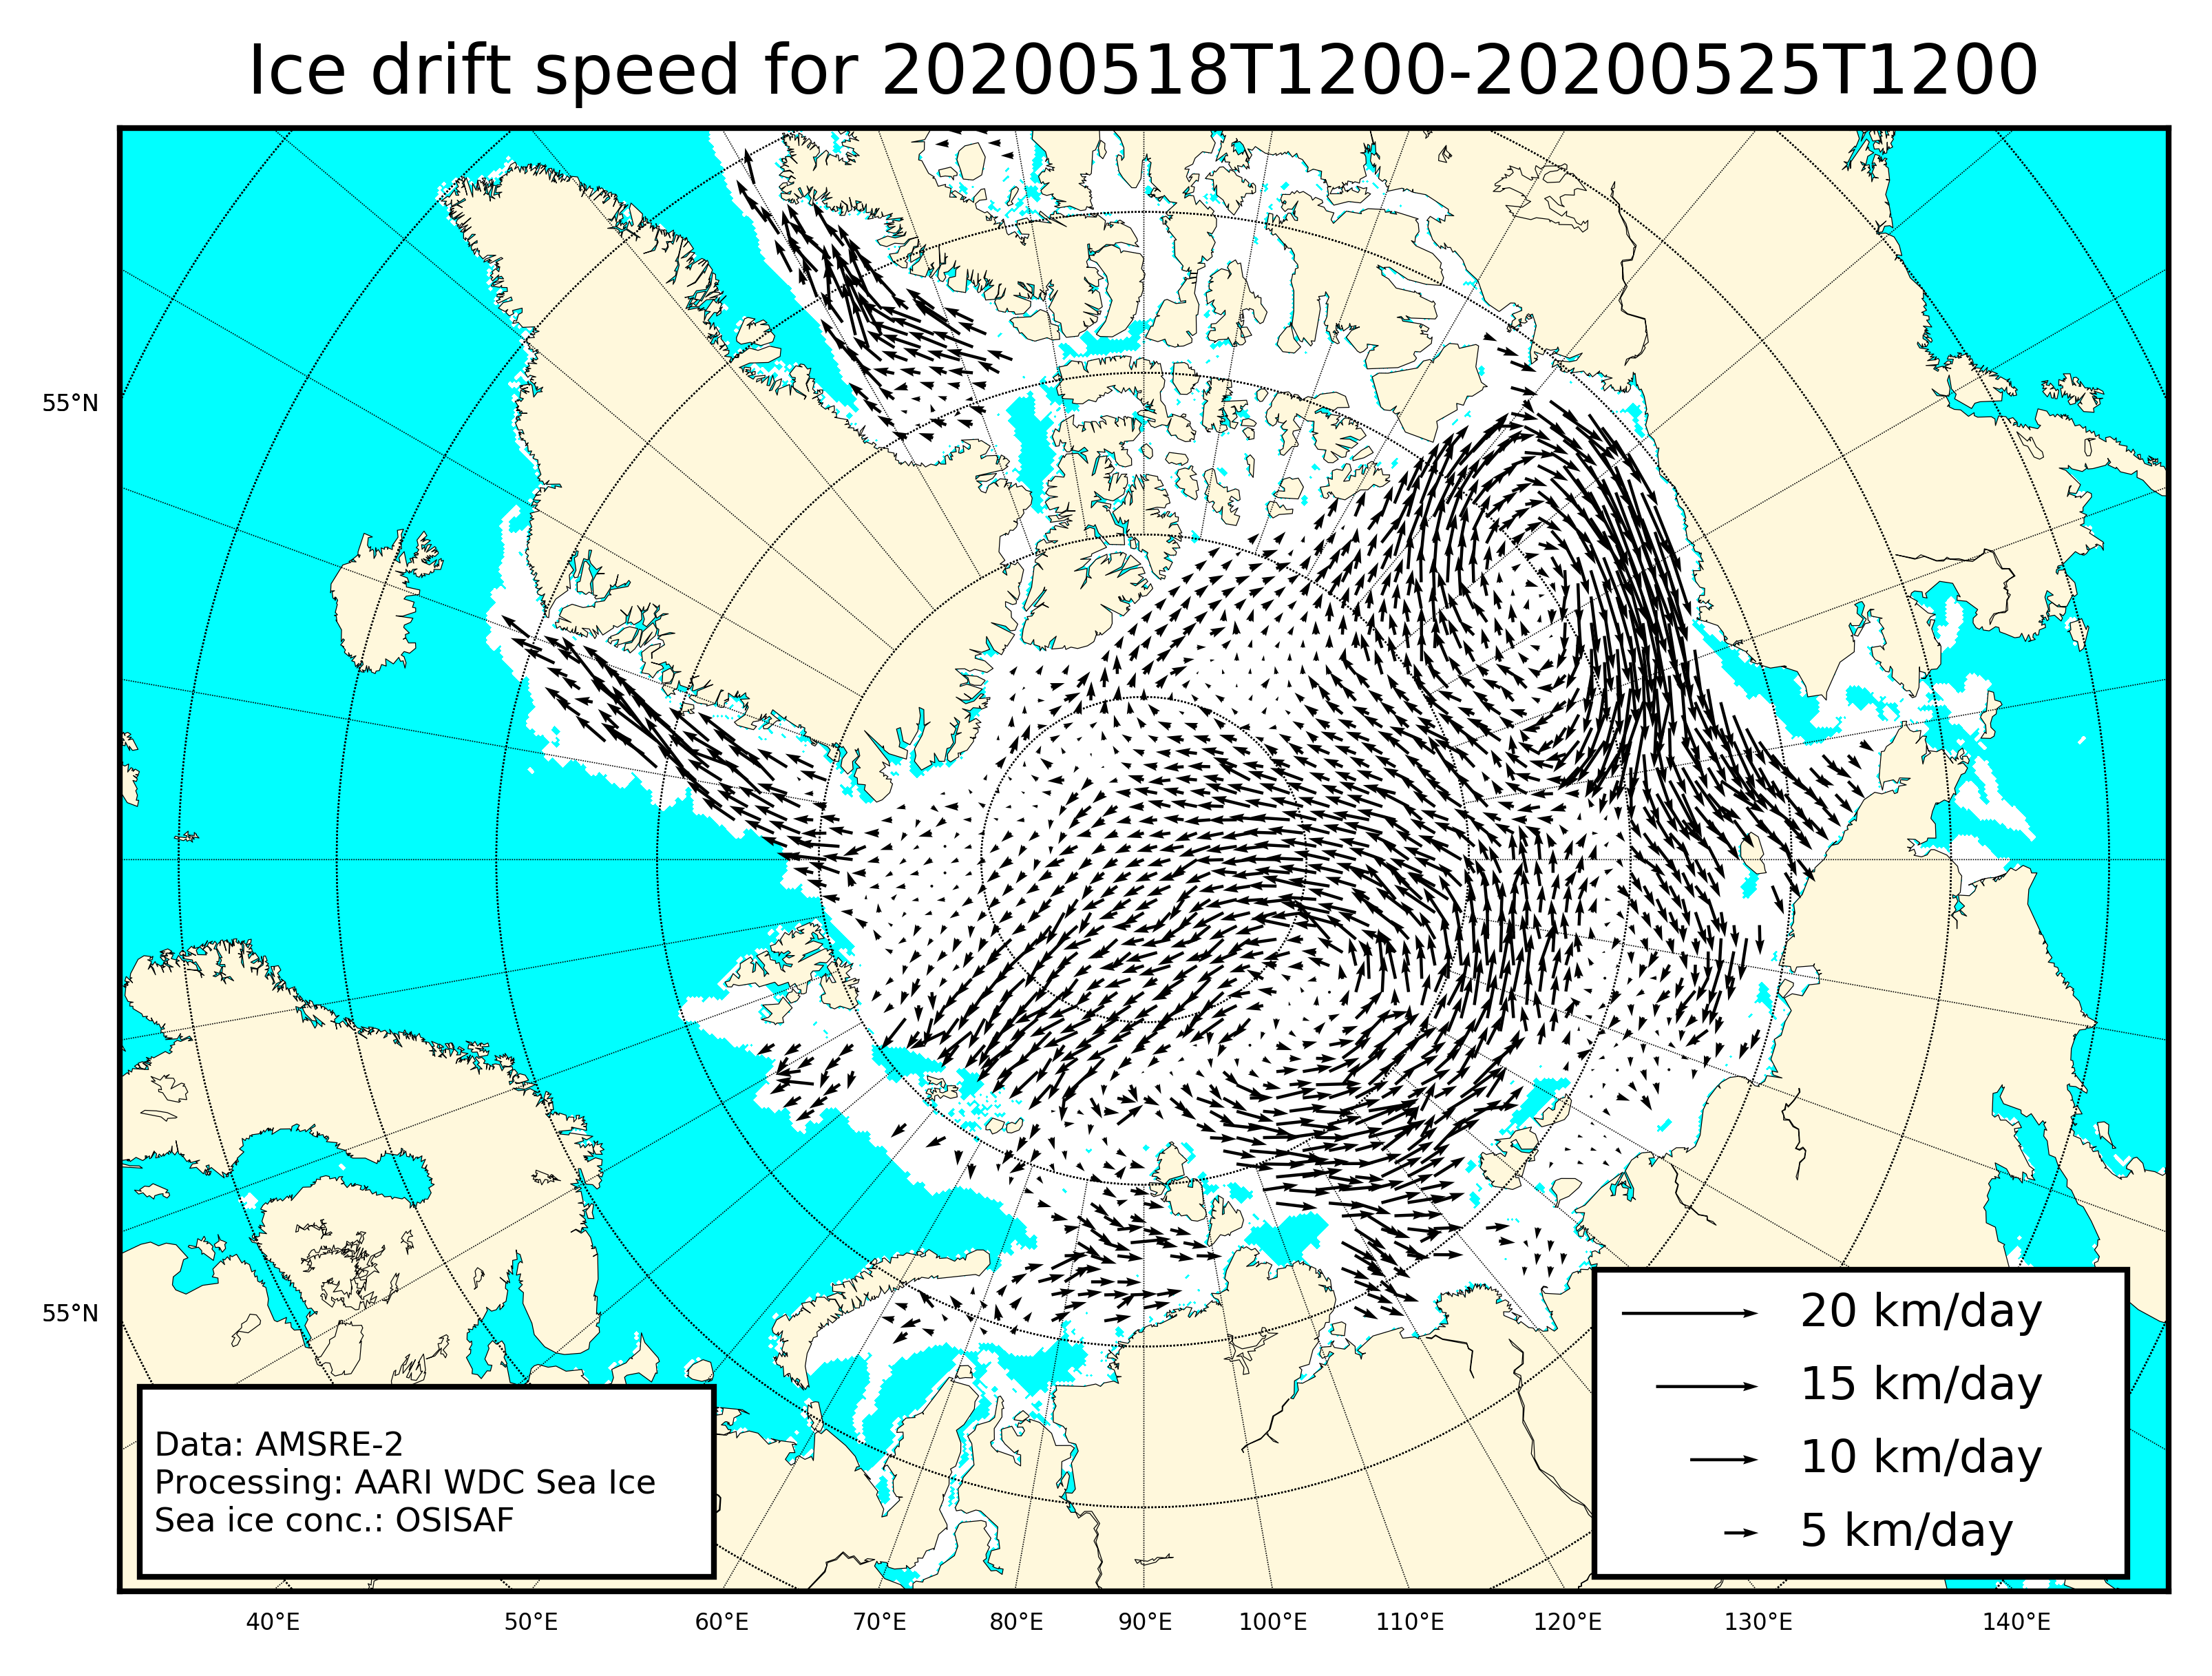 Ice drift speed for 20200518T1200-20200525T1200
55°N
55°N
20 km/day
15 km/day
10 km/day
5 km/day
Data: AMSRE-2
Processing: AARI WDC Sea Ice
Sea ice conc.: OSISAF
40°E 50°E 60°E 70°E 80°E 90°E 100°E 110°E 120°E 130°E 140°E